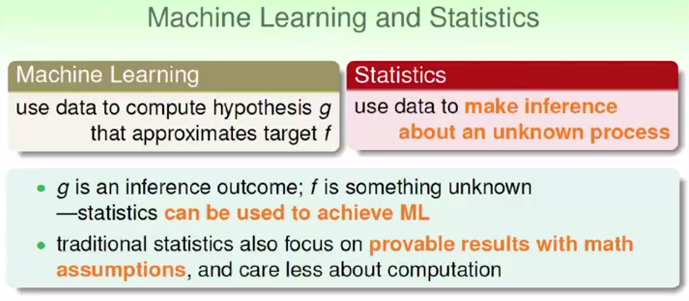 Machine Learning and Statistics
Machine Learning
use data to compute hypothesis g
that approximates target f
Statistics
use data to make inference
about an unknown process
• g is an inference outcome; f is something unknown
—statistics can be used to achieve ML
• traditional statistics also focus on provable results with math
assumptions, and care less about computation